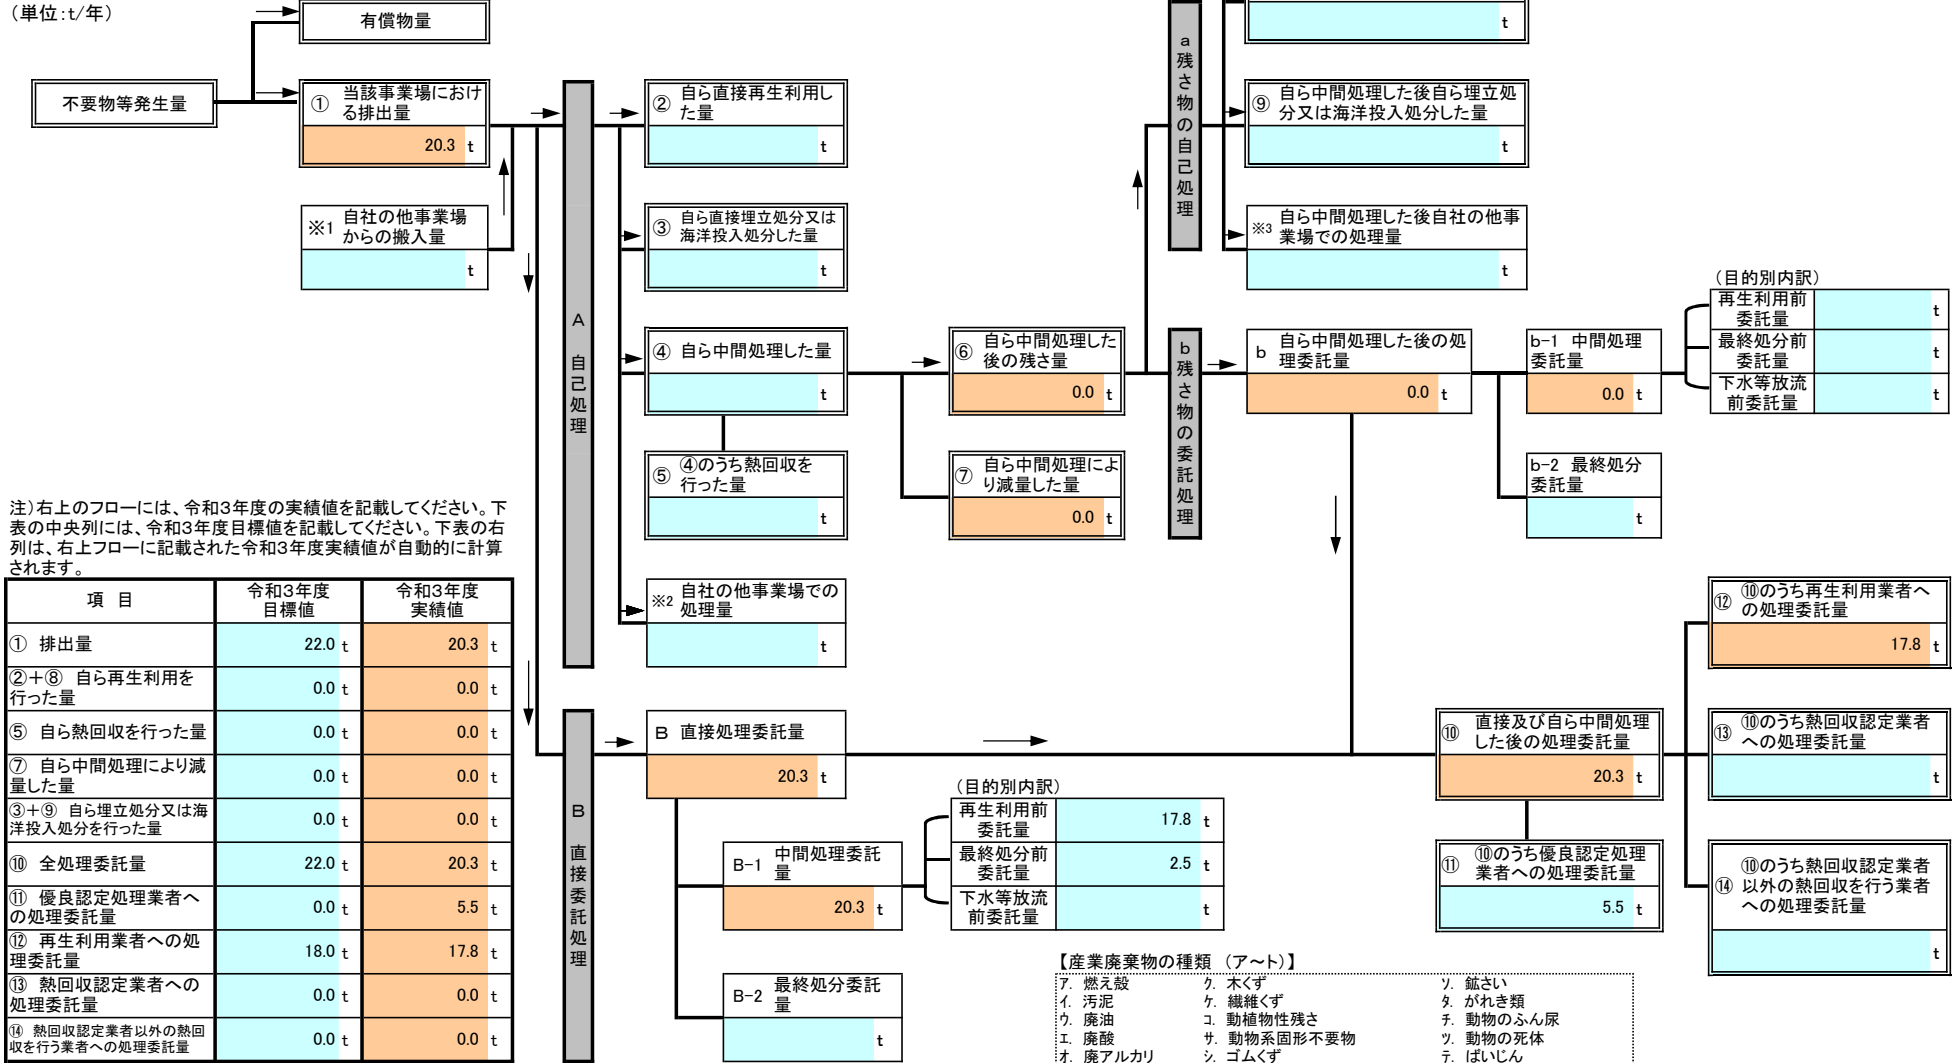 （単位：t/年）
有償物量
不要物等発生量
① 当該事業場におけ
る排出量
20.3 t
※1 自社の他事業場
からの搬入量
t
A 自己処理
② 自ら直接再生利用し
た量
t
③ 自ら直接埋立処分又は
海洋投入処分した量
t
④ 自ら中間処理した量
t
⑤ ④のうち熱回収を
行った量
t
※2 自社の他事業場での
処理量
t
⑥ 自ら中間処理した
後の残さ量
0.0 t
⑦ 自ら中間処理によ
り減量した量
0.0 t
a 残さ物の自己処理
t
⑨ 自ら中間処理した後自ら埋立処
分又は海洋投入処分した量
t
※3 自ら中間処理した後自社の他事
業場での処理量
t
b 残さ物の委託処理
b 自ら中間処理した後の処
理委託量
0.0 t
b-1 中間処理
委託量
0.0 t
b-2 最終処分
委託量
t
（目的別内訳）
再生利用前
委託量
t
最終処分前
委託量
t
下水等放流
前委託量
t
注）右上のフローには、令和3年度の実績値を記載してください。下
表の中央列には、令和3年度目標値を記載してください。下表の右
列は、右上フローに記載された令和3年度実績値が自動的に計算
されます。
項 目 令和3年度 目標値 令和3年度 実績値
① 排出量 22.0 t 20.3 t
②＋⑧ 自ら再生利用を
行った量 0.0 t 0.0 t
⑤ 自ら熱回収を行った量 0.0 t 0.0 t
⑦ 自ら中間処理により減
量した量 0.0 t 0.0 t
③＋⑨ 自ら埋立処分又は海
洋投入処分を行った量 0.0 t 0.0 t
⑩ 全処理委託量 22.0 t 20.3 t
⑪ 優良認定処理業者へ
の処理委託量 0.0 t 5.5 t
⑫ 再生利用業者への処
理委託量 18.0 t 17.8 t
⑬ 熱回収認定業者への
処理委託量 0.0 t 0.0 t
⑭ 熱回収認定業者以外の熱回
収を行う業者への処理委託量 0.0 t 0.0 t
B 直接委託処理
B 直接処理委託量
20.3 t
B-1 中間処理委託
量
20.3 t
B-2 最終処分委託
量
t
（目的別内訳）
再生利用前
委託量
17.8 t
最終処分前
委託量
2.5 t
下水等放流
前委託量
t
⑩ 直接及び自ら中間処理
した後の処理委託量
20.3 t
⑪ ⑩のうち優良認定処理
業者への処理委託量
5.5 t
⑫ ⑩のうち再生利用業者へ
の処理委託量
17.8 t
⑬ ⑩のうち熱回収認定業者
への処理委託量
t
⑭ ⑩のうち熱回収認定業者
以外の熱回収を行う業者
への処理委託量
t
【産業廃棄物の種類 （ア～ト）】
ア. 燃え殻 ク. 木くず ソ. 鉱さい
イ. 汚泥 ケ. 繊維くず タ. がれき類
ウ. 廃油 コ. 動植物性残さ チ. 動物のふん尿
エ. 廃酸 サ. 動物系固形不要物 ツ. 動物の死体
オ. 廃アルカリ シ. ゴムくず テ. ばいじん